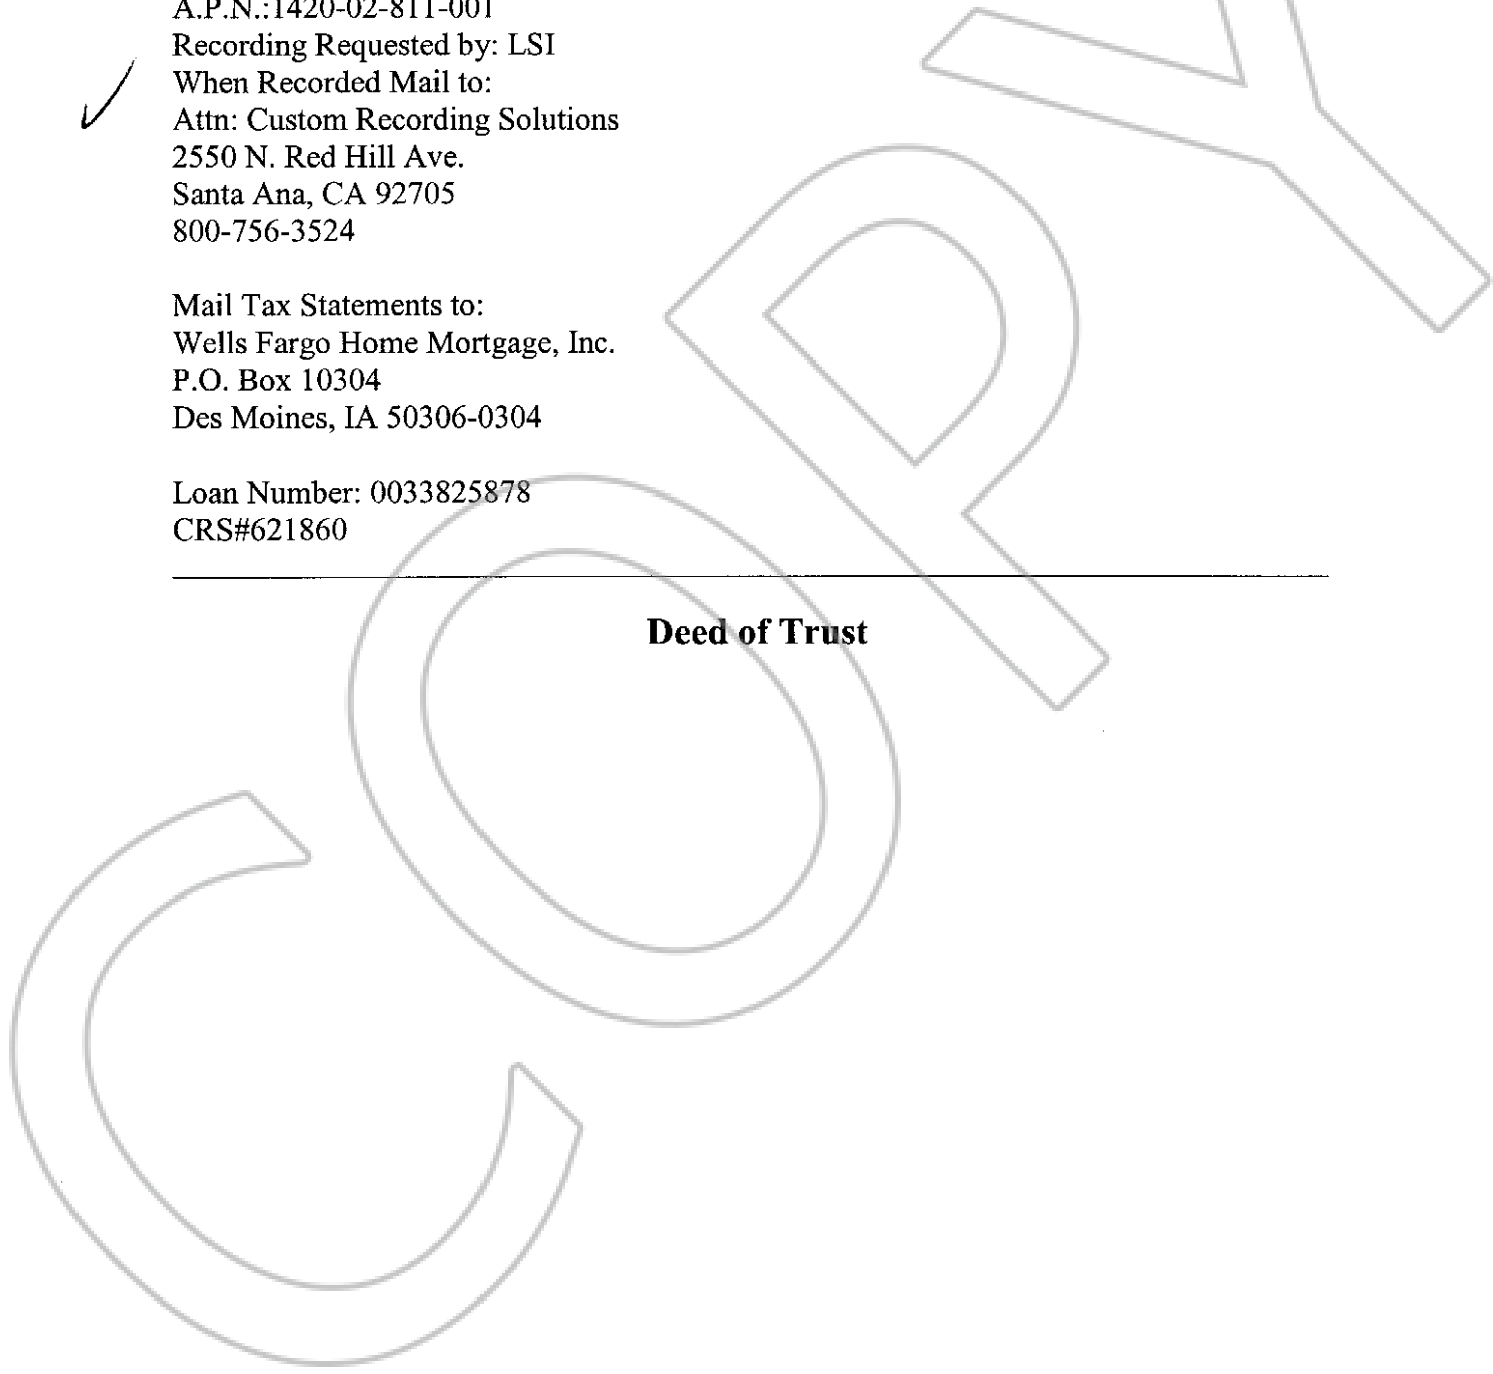 A.P.N.:1420-02-811-001
Recording Requested by: LSI
When Recorded Mail to:
Attn: Custom Recording Solutions
2550 N. Red Hill Ave.
Santa Ana, CA 92705
800-756-3524
Mail Tax Statements to:
Wells Fargo Home Mortgage, Inc.
P.O. Box 10304
Des Moines, IA 50306-0304
Loan Number: 0033825878
CRS#621860
Deed of Trust
COPY